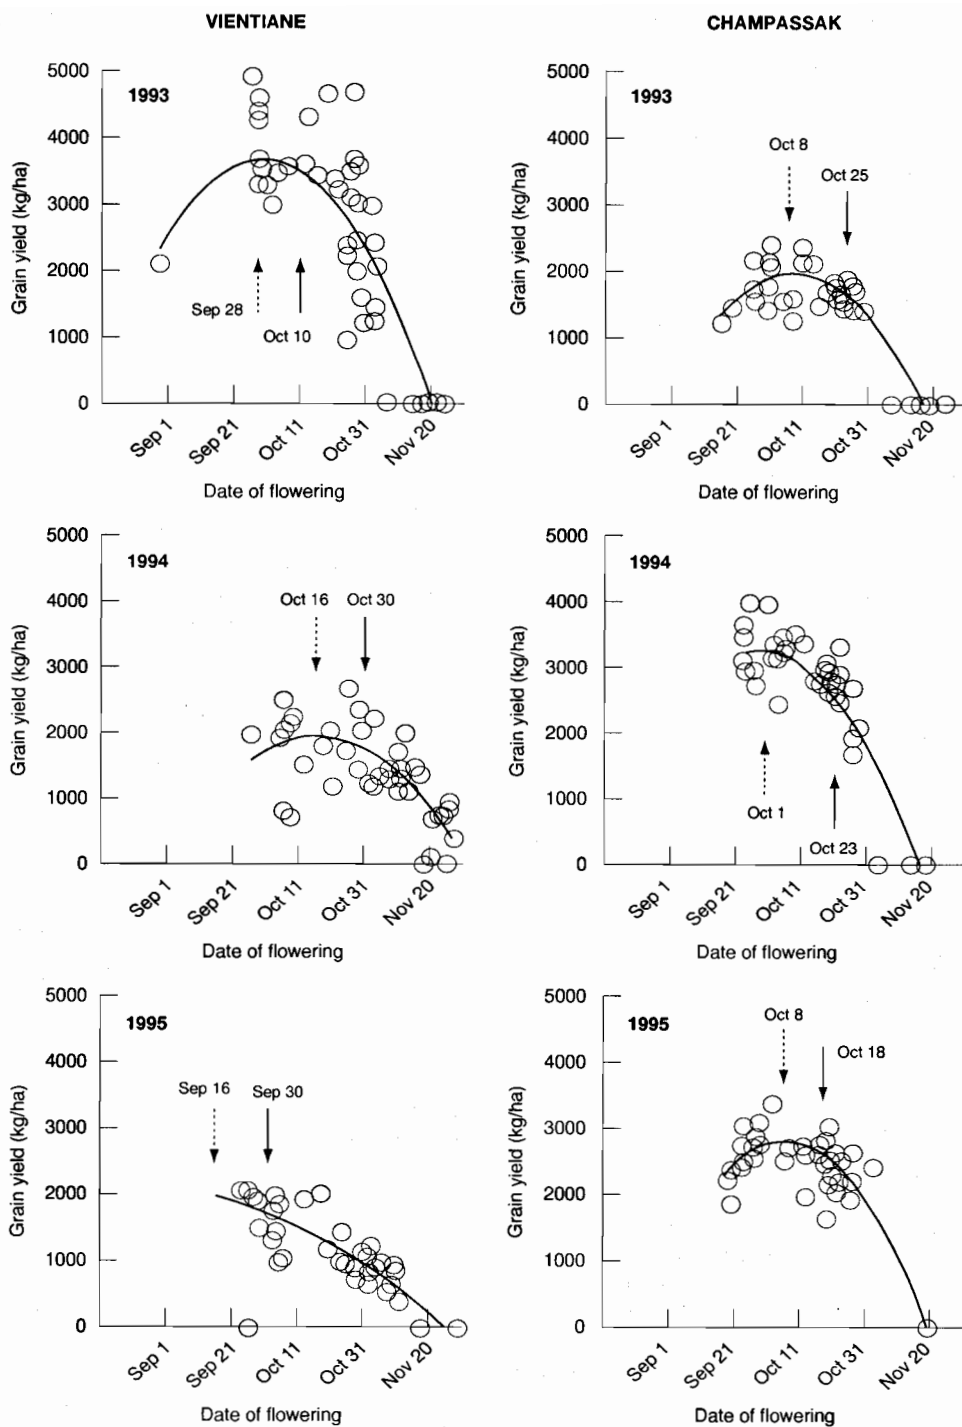 VIENTIANE
CHAMPASSAK
5000
4000
3000
2000
1000
0
Grain yield (kg/ha)
1993
Sep 28
Oct 10
Sep 1
Sep 21
Oct 11
Oct 31
Nov 20
Date of flowering
5000
4000
3000
2000
1000
0
Grain yield (kg/ha)
1993
Oct 8
Oct 25
Sep 1
Sep 21
Oct 11
Oct 31
Nov 20
Date of flowering
5000
4000
3000
2000
1000
0
Grain yield (kg/ha)
1994
Oct 16
Oct 30
Sep 1
Sep 21
Oct 11
Oct 31
Nov 20
Date of flowering
5000
4000
3000
2000
1000
0
Grain yield (kg/ha)
1994
Oct 1
Oct 23
Sep 1
Sep 21
Oct 11
Oct 31
Nov 20
Date of flowering
5000
4000
3000
2000
1000
0
Grain yield (kg/ha)
1995
Sep 16
Sep 30
Sep 1
Sep 21
Oct 11
Oct 31
Nov 20
Date of flowering
5000
4000
3000
2000
1000
0
Grain yield (kg/ha)
1995
Oct 8
Oct 18
Sep 1
Sep 21
Oct 11
Oct 31
Nov 20
Date of flowering